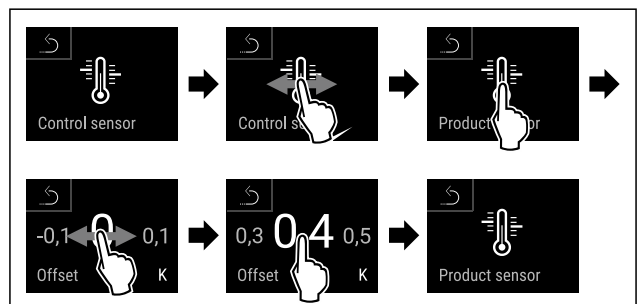 Control sensor
Control s
Product or
-0,1 0 0,1
Offset K
0,3 0,4 0,5
Offset K
Product sensor